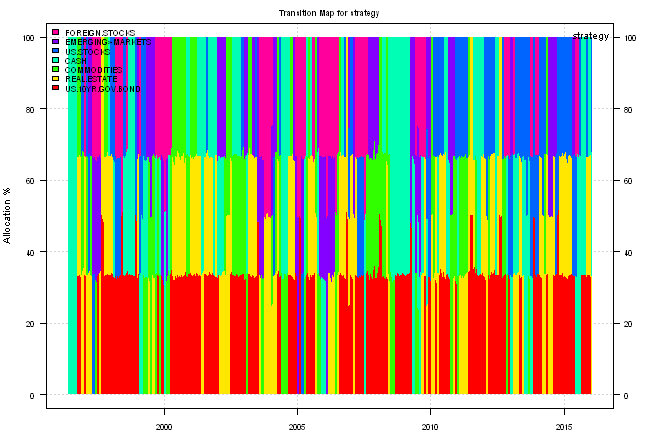 Transition Map for strategy
strategy
FOREIGN.STOCKS
EMERGING>MARKETS
US.STOCKS
CASH
COMMODITIES
REAL.ESTATE
US.10YR.GOV.BOND
Allocation %
100
80
60
40
20
0
100
80
60
40
20
0
2000 2005 2010 2015